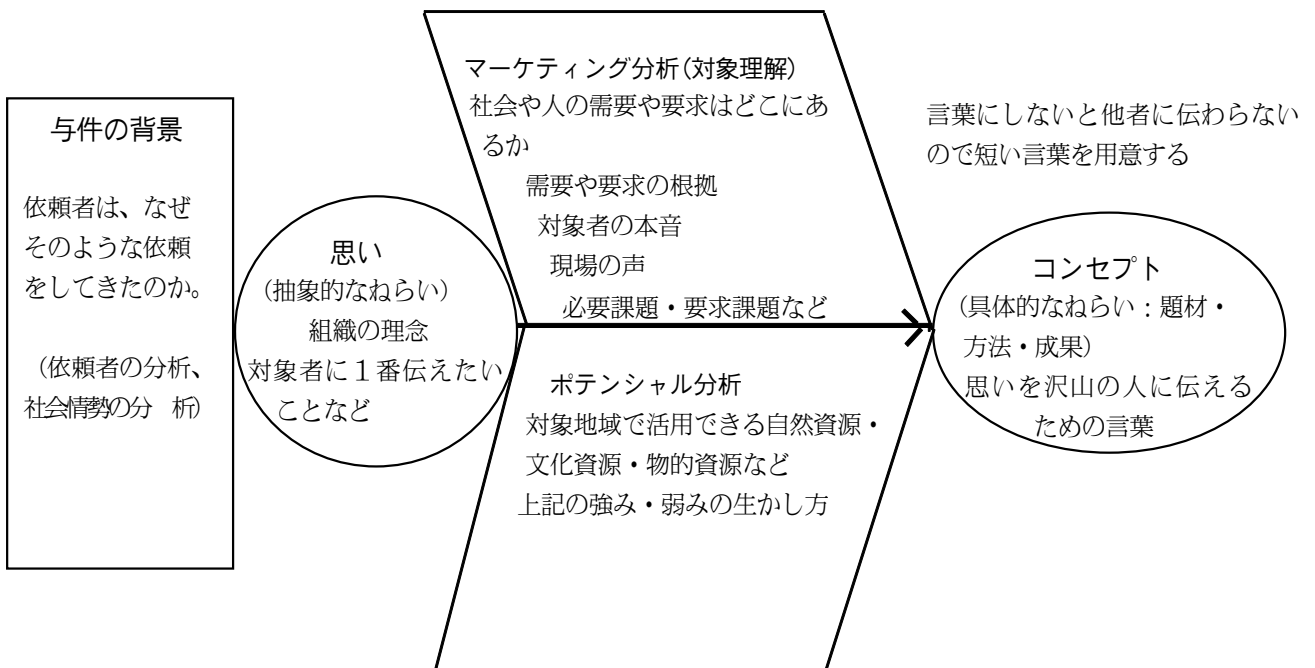 与件の背景
依頼者は、なぜ
そのような依頼
をしてきたのか。
(依頼者の分析、
社会情勢の分 析)
思い
(抽象的なねらい)
組織の理念
対象者に1番伝えたい
ことなど
マーケティング分析(対象理解)
社会や人の需要や要求はどこにあ
るか
需要や要求の根拠
対象者の本音
現場の声
必要課題・要求課題など
ポテンシャル分析
対象地域で活用できる自然資源・
文化資源・物的資源など
上記の強み・弱みの生かし方
言葉にしないと他者に伝わらない
ので短い言葉を用意する
コンセプト
(具体的なねらい:題材・
方法・成果)
思いを沢山の人に伝える
ための言葉